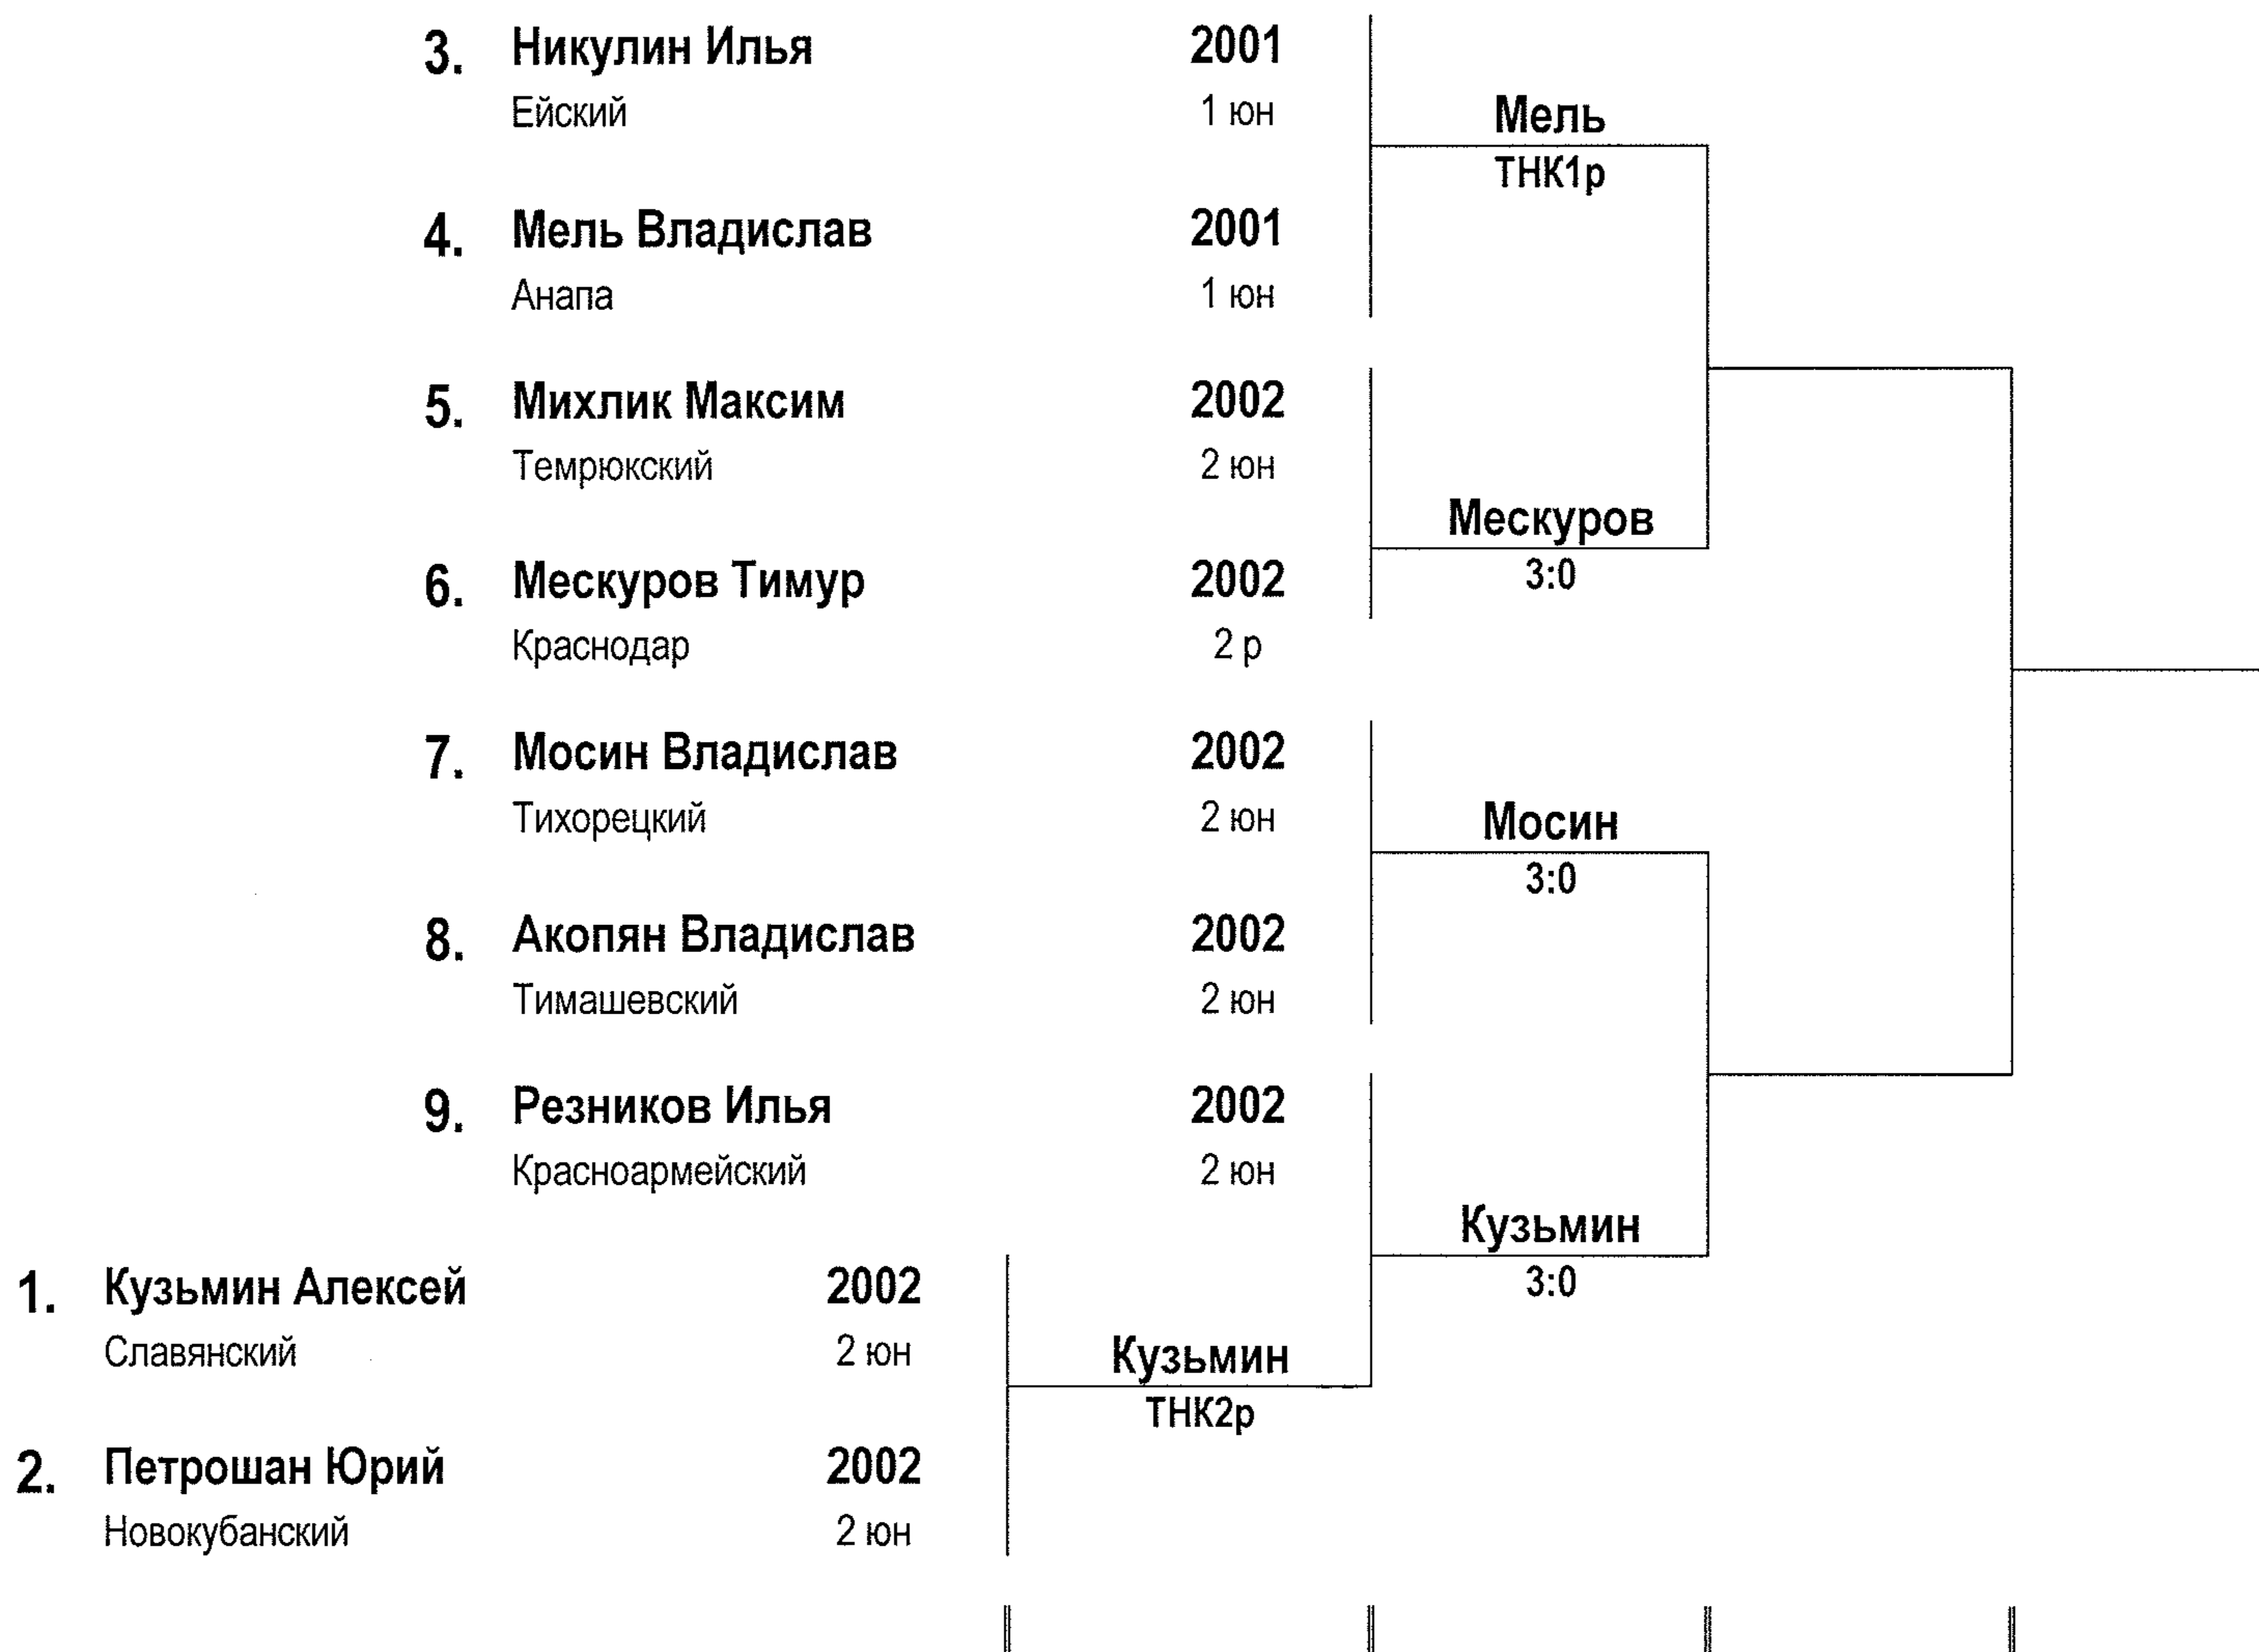 3. Никулин Илья 2001
Ейский 1 юн
Мель
ТНК1р
4. Мель Владислав 2001
Анапа 1 юн
5. Михлик Максим 2002
Темрюкский 2 юн
Мескуров
3:0
6. Мескуров Тимур 2002
Краснодар 2 р
7. Мосин Владислав 2002
Тихорецкий 2 юн
Мосин
3:0
8. Акопян Владислав 2002
Тимашевский 2 юн
9. Резников Илья 2002
Красноармейский 2 юн
Кузьмин
3:0
1. Кузьмин Алексей 2002
Славянский 2 юн
Кузьмин
ТНК2р
2. Петрошан Юрий 2002
Новокубанский 2 юн